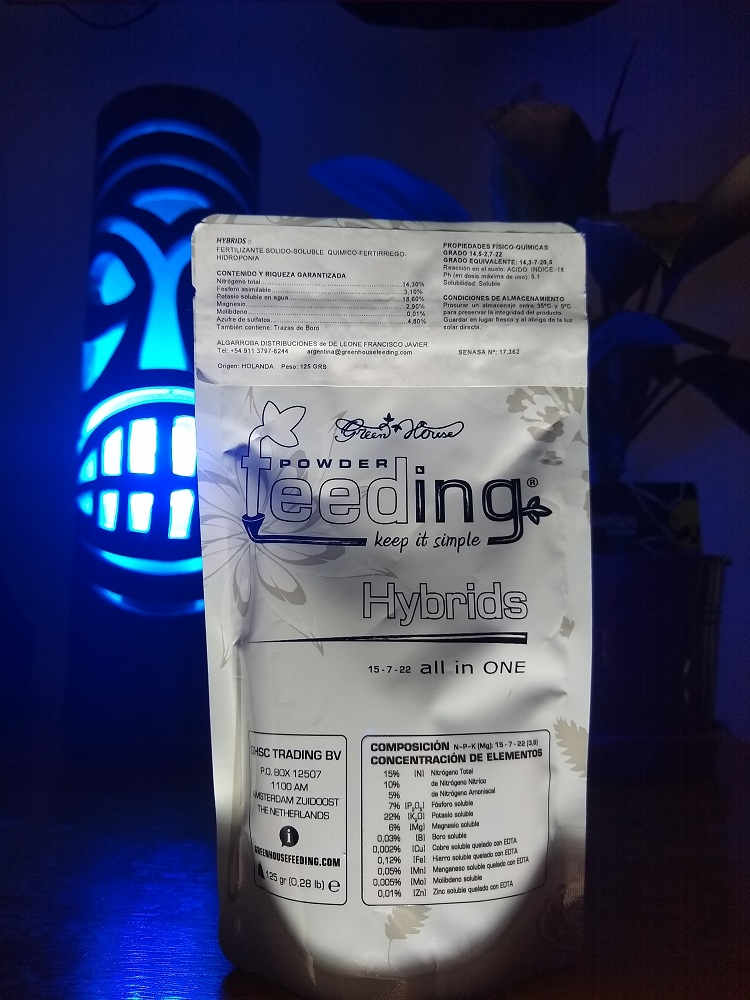 HYBRIDS ::
FERTILIZANTE SOLIDO-SOLUBLE QUIMICO-FERTIRRIEGO-
HIDROPONIA
CONTENIDO Y RIQUEZA GARANTIZADA
Nitrógeno total 14,30%
Fosforo asimilable 3,10%
Potasio soluble en agua 18,60%
Magnesio 2,90%
Molibdeno 0,01%
Azufre de sulfatos 4,80%
También contiene: Trazas de Boro
ALGARROBA DISTRIBUCIONES de DE LEONE FRANCISCO JAVIER
Tel: +54 911 3797-6244 argentina@greenhousefeeding.com
SENASA Nº: 17.362
Origen: HOLANDA Peso: 125 GRS
PROPIEDADES FÍSICO-QUÍMICAS
GRADO 14,5-2,7-22
GRADO EQUIVALENTE: 14,3-7-20,5
Reacción en el suelo: ACIDO INDICE:-18
Ph (en dosis máxima de uso): 5.1
Solubilidad: Soluble
CONDICIONES DE ALMACENAMIENTO
Procurar un almacenaje entre 35ºC y 0ºC
para preservar la integridad del producto.
Guardar en lugar fresco y al abrigo de la luz
solar directa.
Green House
POWDER
feeding®
keep it simple
Hybrids
15-7-22 all in ONE
GHSC TRADING BV
P.O. BOX 12507
1100 AM
AMSTERDAM ZUIDOOST
THE NETHERLANDS
i
GREENHOUSEFEEDING.COM
125 gr (0,28 lb) e
COMPOSICIÓN N-P-K (Mg): 15-7-22 (3,6)
CONCENTRACIÓN DE ELEMENTOS
15% (N) Nitrógeno Total
10% de Nitrógeno Nítrico
5% de Nitrógeno Amoniacal
7% (P₂O₅) Fósforo soluble
22% (K₂O) Potasio soluble
6% (Mg) Magnesio soluble
0,03% (B) Boro soluble
0,002% (Cu) Cobre soluble quelado con EDTA
0,12% (Fe) Hierro soluble quelado con EDTA
0,05% (Mn) Manganeso soluble quelado con EDTA
0,005% (Mo) Molibdeno soluble
0,01% (Zn) Zinc soluble quelado con EDTA